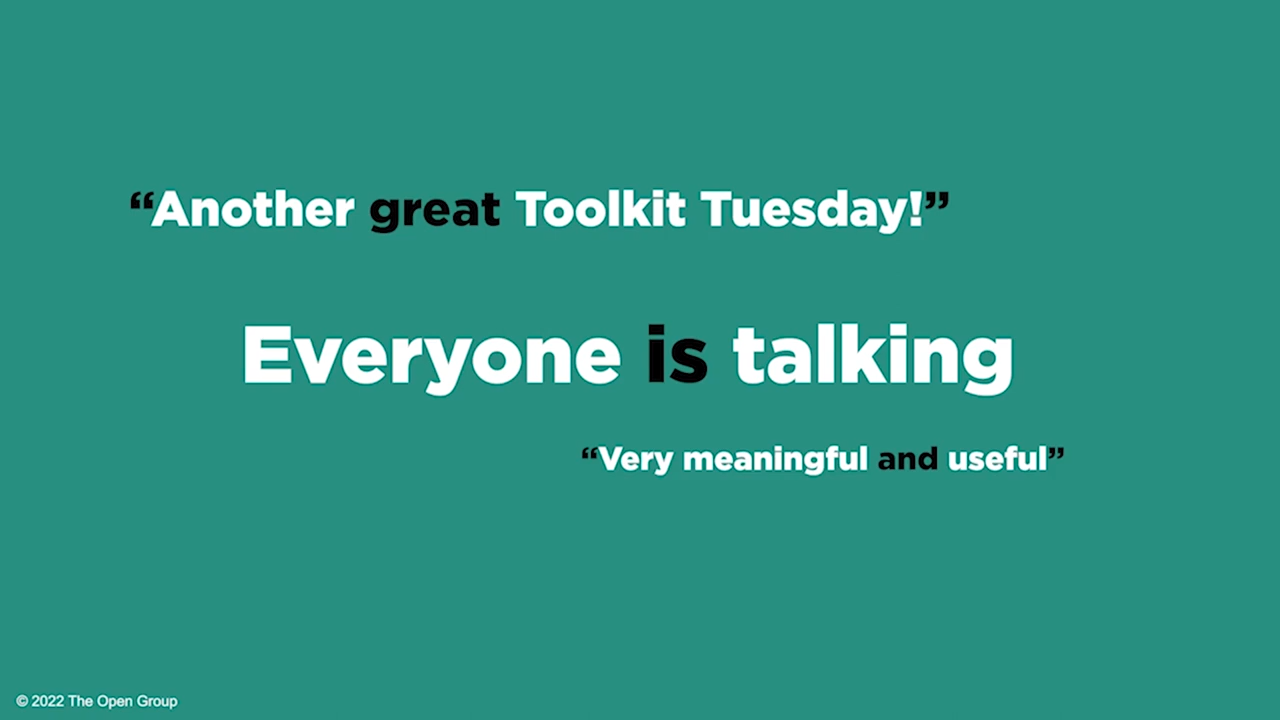 “Another great Toolkit Tuesday!”
Everyone is talking
“Very meaningful and useful”
© 2022 The Open Group